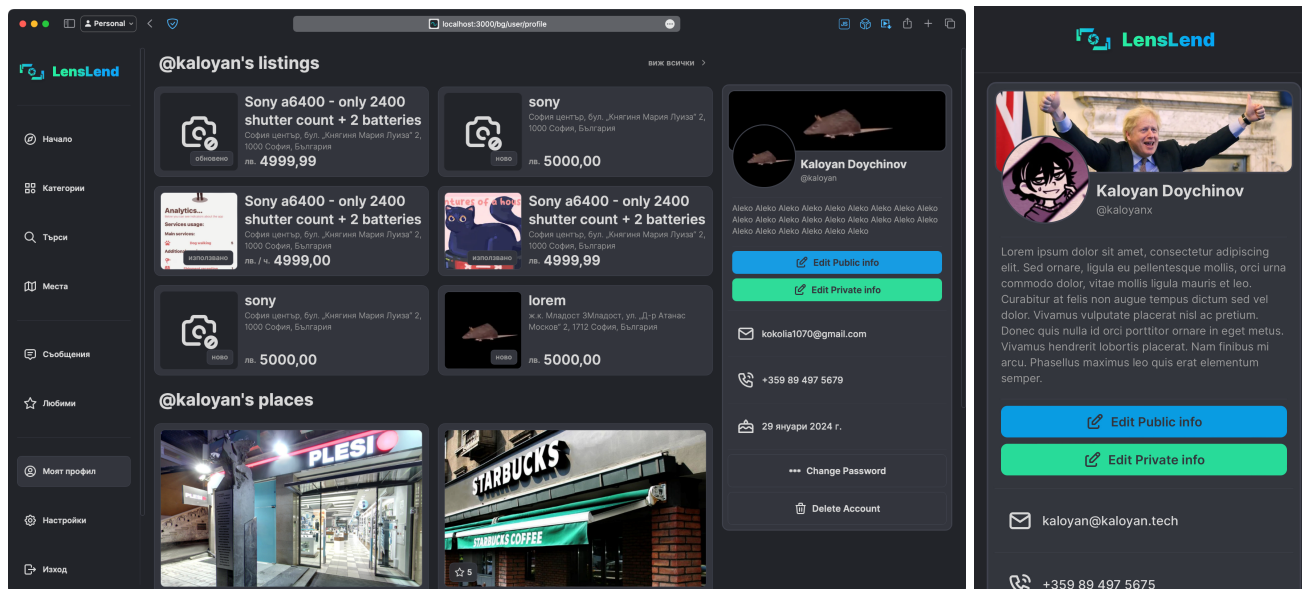 Personal
localhost:3000/bg/user/profile
LensLend
Начало
Категории
Търси
Места
Съобщения
Любими
Моят профил
Настройки
Изход
@kaloyan's listings
виж всички
Sony a6400 - only 2400
shutter count + 2 batteries
София център, бул. „Княгиня Мария Луиза" 2,
1000 София, България
обновено
лв. 4999,99
sony
София център, бул. „Княгиня Мария Луиза" 2,
1000 София, България
ново
лв. 5000,00
Analytics...
Services usage:
Main services:
Dog walking
използвано
Sony a6400 - only 2400
shutter count + 2 batteries
София център, бул. „Княгиня Мария Луиза" 2,
1000 София, България
лв. / ч. 4999,00
използвано
Sony a6400 - only 2400
shutter count + 2 batteries
София център, бул. „Княгиня Мария Луиза" 2,
1000 София, България
лв. 4999,99
sony
София център, бул. „Княгиня Мария Луиза" 2,
1000 София, България
ново
лв. 5000,00
lorem
ж.к. Младост 3Младост, ул. „Д-р Атанас
Москов" 2, 1712 София, България
ново
лв. 5000,00
@kaloyan's places
PLESIO
STARBUCKS
STARBUCKS COFFEE
5
Kaloyan Doychinov
@kaloyan
Aleko Aleko Aleko Aleko Aleko Aleko Aleko Aleko
Aleko Aleko Aleko Aleko Aleko Aleko Aleko Aleko
Aleko Aleko Aleko Aleko Aleko Aleko
Edit Public info
Edit Private info
kokolia1070@gmail.com
+359 89 497 5679
29 януари 2024 г.
Change Password
Delete Account
LensLend
Kaloyan Doychinov
@kaloyanx
Lorem ipsum dolor sit amet, consectetur adipiscing
elit. Sed ornare, ligula eu pellentesque mollis, orci urna
commodo dolor, vitae mollis ligula mauris et leo.
Curabitur at felis non augue tempus dictum sed vel
dolor. Vivamus vulputate placerat nisl ac pretium.
Donec quis nulla id orci porttitor ornare in eget metus.
Vivamus hendrerit lobortis placerat. Nam finibus mi
arcu. Phasellus maximus leo quis erat elementum
semper.
Edit Public info
Edit Private info
kaloyan@kaloyan.tech
+359 89 497 5675